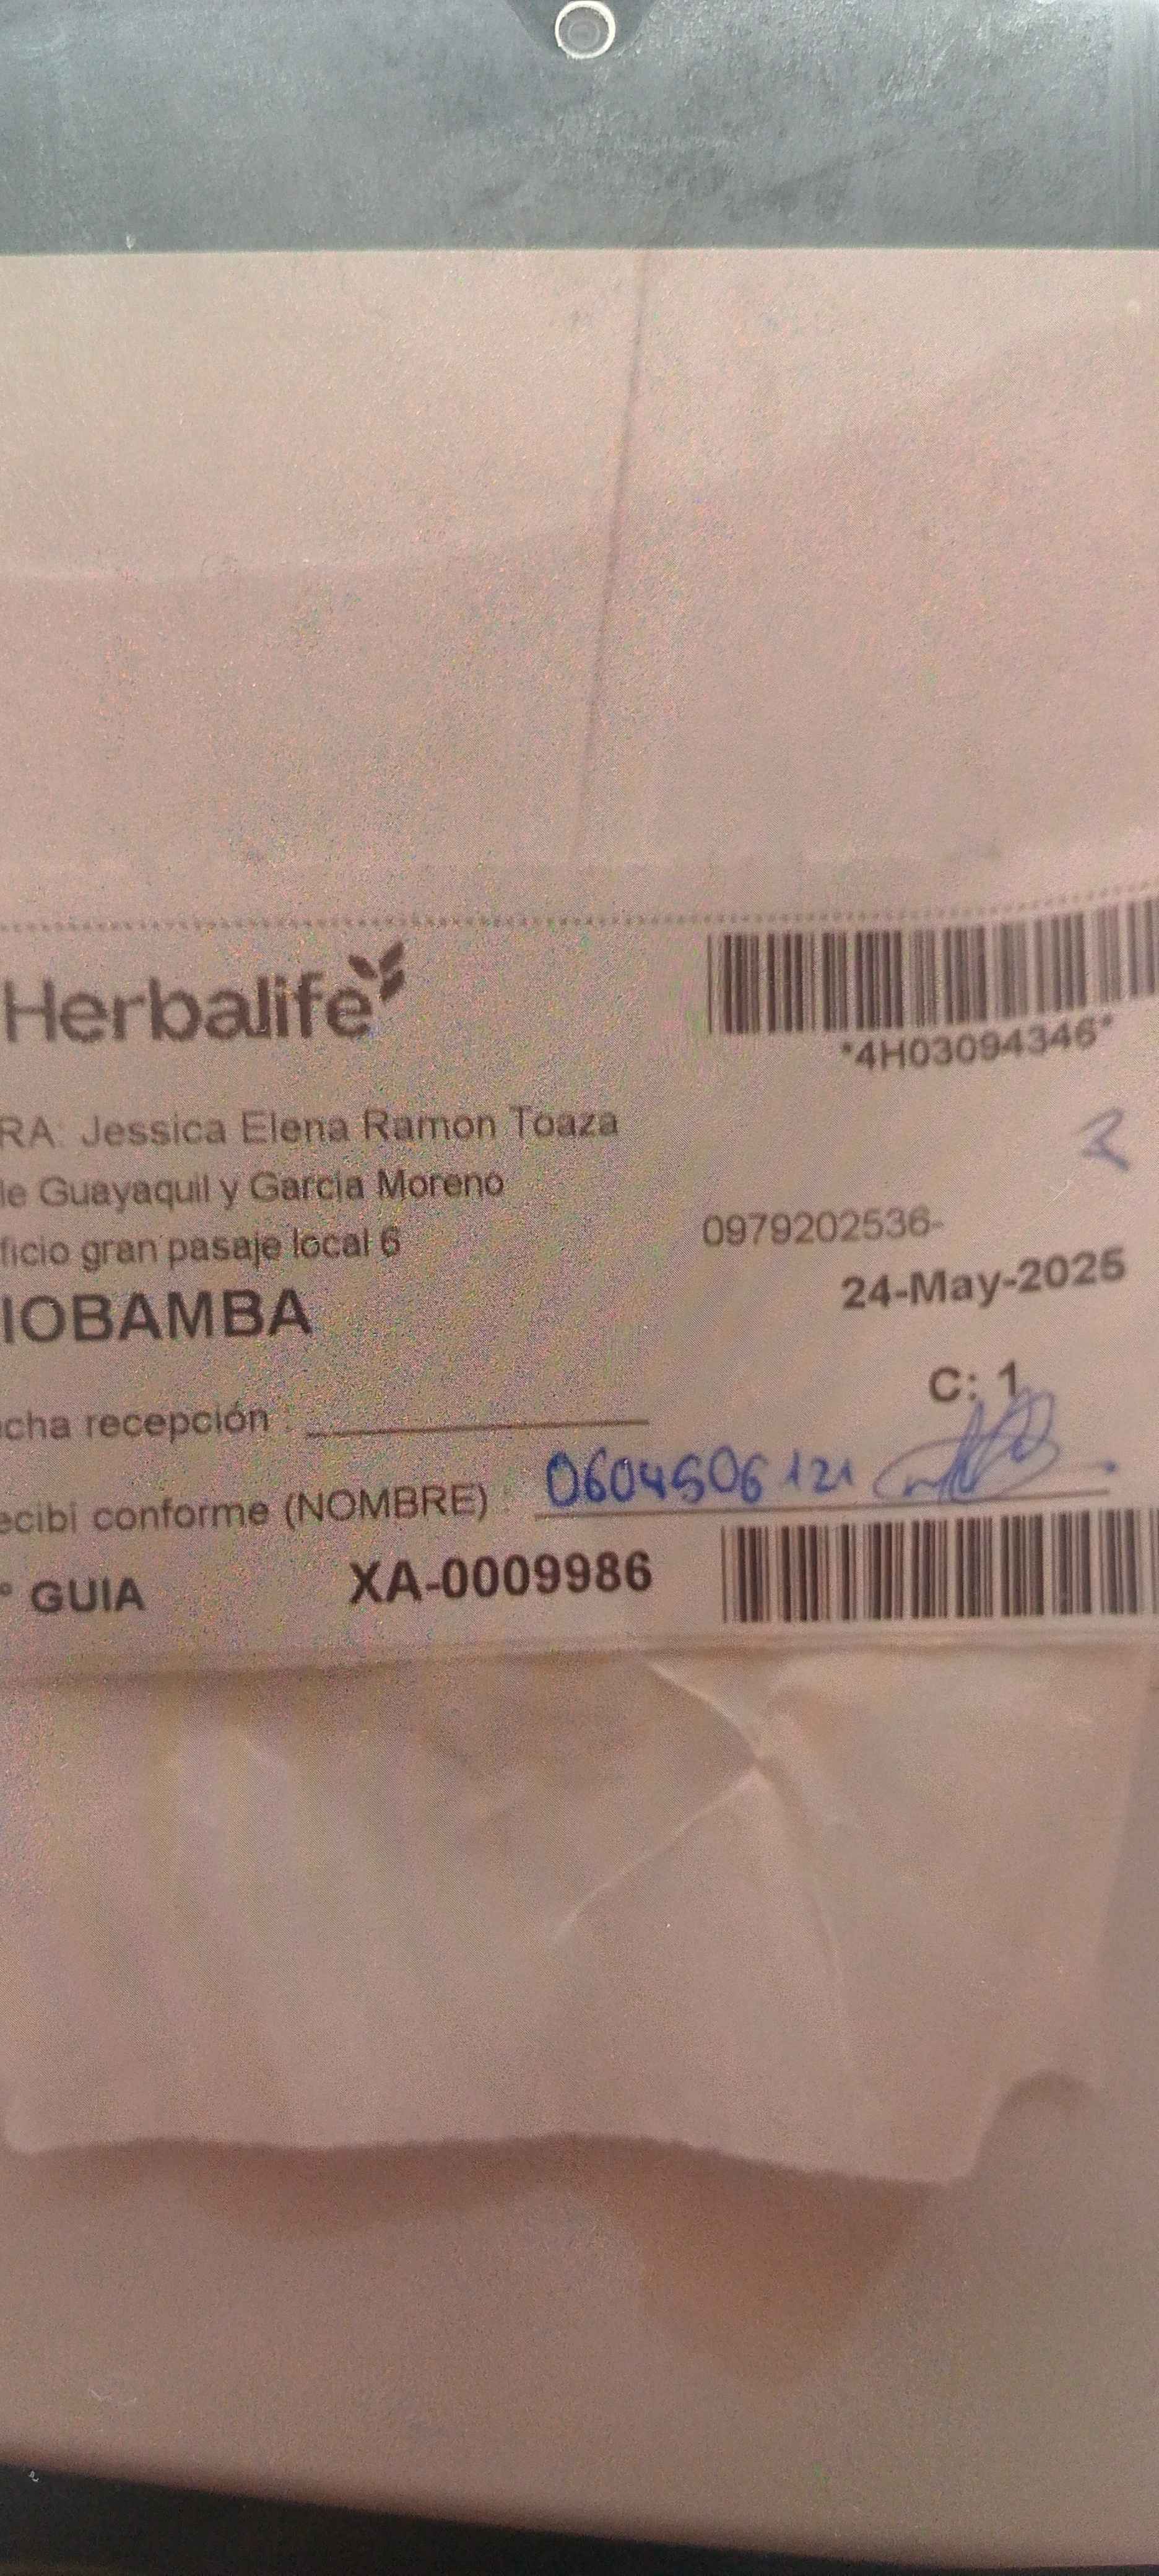 Herbalife
*4H03094346*
RA: Jessica Elena Ramon Toaza
2
le Guayaquil y Garcia Moreno
ficio gran pasaje local 6
0979202536-
IOBAMBA
24-May-2025
C: 1
cha recepción :
ecibi conforme (NOMBRE) : 0604506121
° GUIA XA-0009986